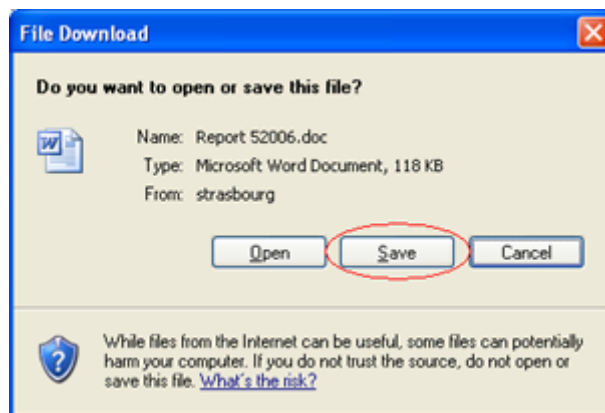 File Download
Do you want to open or save this file?
Name: Report 52006.doc
Type: Microsoft Word Document, 118 KB
From: strasbourg
Open Save Cancel
While files from the Internet can be useful, some files can potentially
harm your computer. If you do not trust the source, do not open or
save this file. What's the risk?